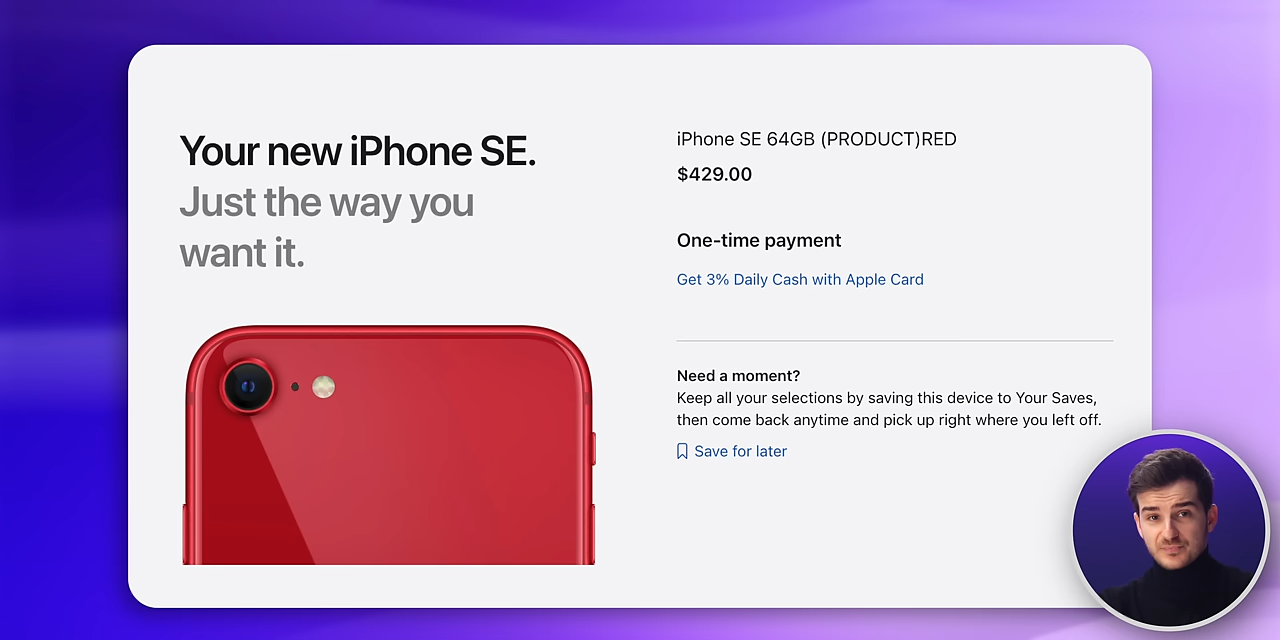 Your new iPhone SE.
Just the way you
want it.
iPhone SE 64GB (PRODUCT)RED
$429.00
One-time payment
Get 3% Daily Cash with Apple Card
Need a moment?
Keep all your selections by saving this device to Your Saves,
then come back anytime and pick up right where you left off.
Save for later